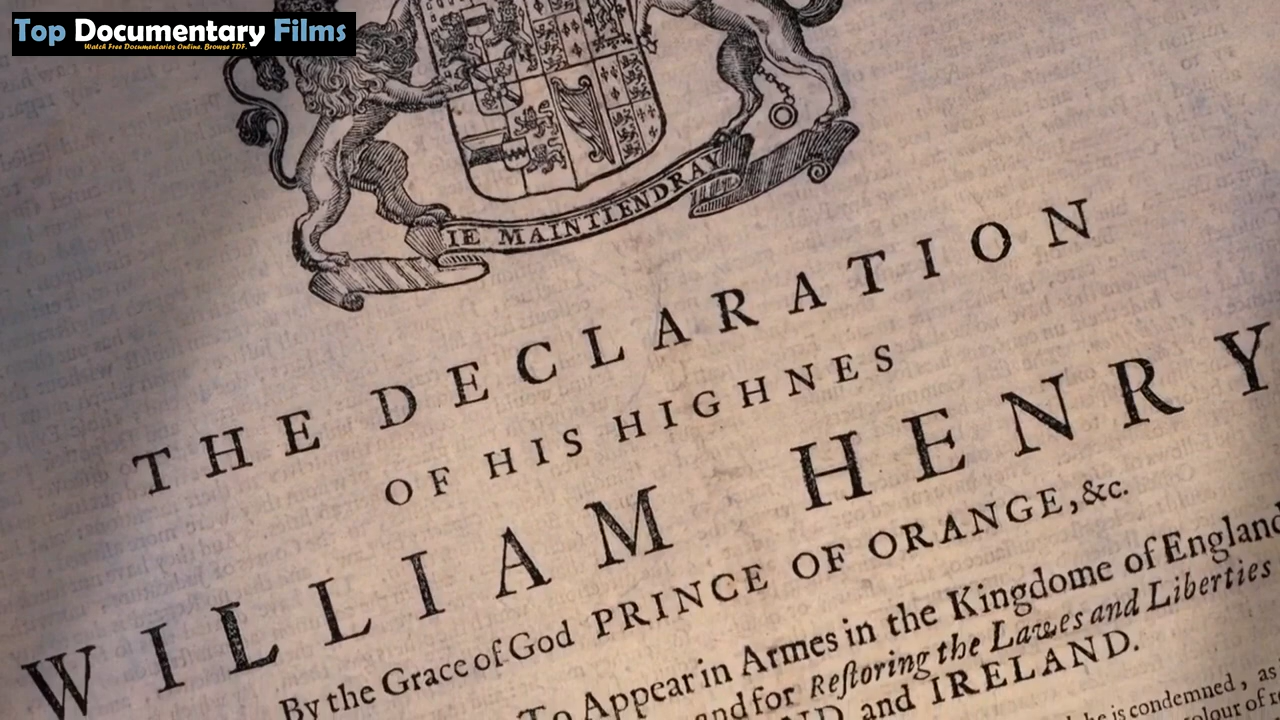 Top Documentary Films
Watch Free Documentaries Online. Browse TDF.
IE MAINTIENDRAY
THE DECLARATION
OF HIS HIGHNES
WILLIAM HENRY
By the Grace of God PRINCE OF ORANGE, &c.
To Appear in Armes in the Kingdome of England
and for Reſtoring the Lawes and Liberties
and IRELAND.
is condemned, as
colour of